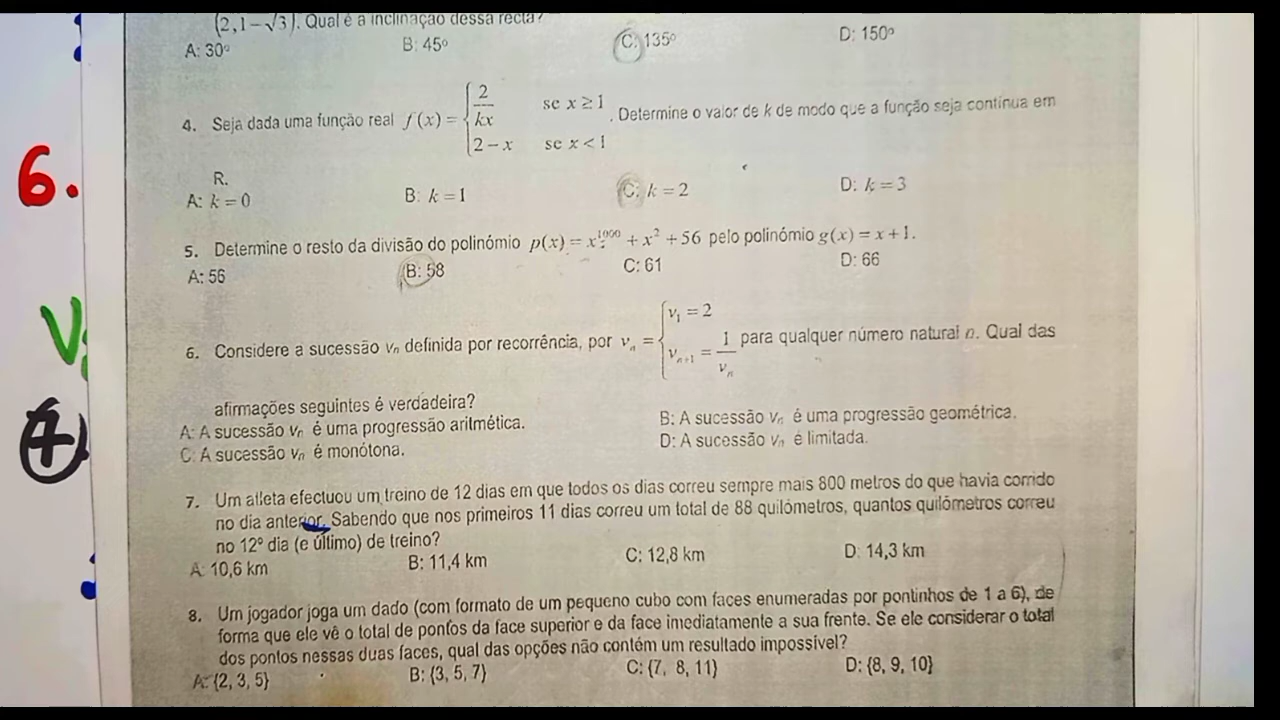 (2, 1 − √3). Qual é a inclinação dessa recta?
A: 30º B: 45º C: 135º D: 150º
4. Seja dada uma função real f(x) = { 2/kx se x ≥ 1 ; 2 − x se x < 1 . Determine o valor de k de modo que a função seja contínua em
R.
A: k = 0 B: k = 1 C: k = 2 D: k = 3
6.
5. Determine o resto da divisão do polinómio p(x) = x¹⁰⁰⁰ + x² + 56 pelo polinómio g(x) = x + 1.
A: 56 B: 58 C: 61 D: 66
6. Considere a sucessão vₙ definida por recorrência, por vₙ = { v₁ = 2 ; vₙ₊₁ = 1/vₙ para qualquer número natural n. Qual das
afirmações seguintes é verdadeira?
A: A sucessão vₙ é uma progressão aritmética. B: A sucessão vₙ é uma progressão geométrica.
C: A sucessão vₙ é monótona. D: A sucessão vₙ é limitada.
7. Um atleta efectuou um treino de 12 dias em que todos os dias correu sempre mais 800 metros do que havia corrido
no dia anterior. Sabendo que nos primeiros 11 dias correu um total de 88 quilómetros, quantos quilómetros correu
no 12º dia (e último) de treino?
A: 10,6 km B: 11,4 km C: 12,8 km D: 14,3 km
8. Um jogador joga um dado (com formato de um pequeno cubo com faces enumeradas por pontinhos de 1 a 6), de
forma que ele vê o total de pontos da face superior e da face imediatamente a sua frente. Se ele considerar o total
dos pontos nessas duas faces, qual das opções não contém um resultado impossível?
A: {2, 3, 5} B: {3, 5, 7} C: {7, 8, 11} D: {8, 9, 10}